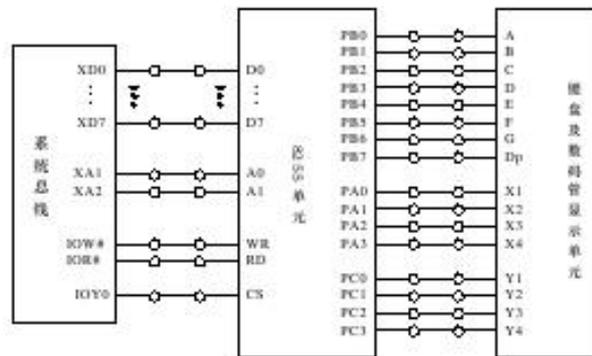 系统总线
XD0
XD7
XA1
XA2
IOW#
IOR#
IOY0
8255 单元
D0
D7
A0
A1
WR
RD
CS
PB0
PB1
PB2
PB3
PB4
PB5
PB6
PB7
PA0
PA1
PA2
PA3
PC0
PC1
PC2
PC3
键盘及数码管显示单元
A
B
C
D
E
F
G
Dp
X1
X2
X3
X4
Y1
Y2
Y3
Y4